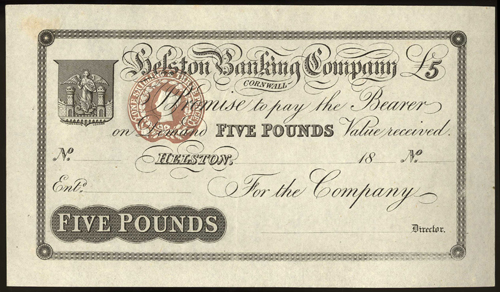 Helston Banking Company £5
CORNWALL
I Promise to pay the Bearer
on Demand FIVE POUNDS Value received.
No. HELSTON, 18 No.
Entd. For the Company
FIVE POUNDS
Director.